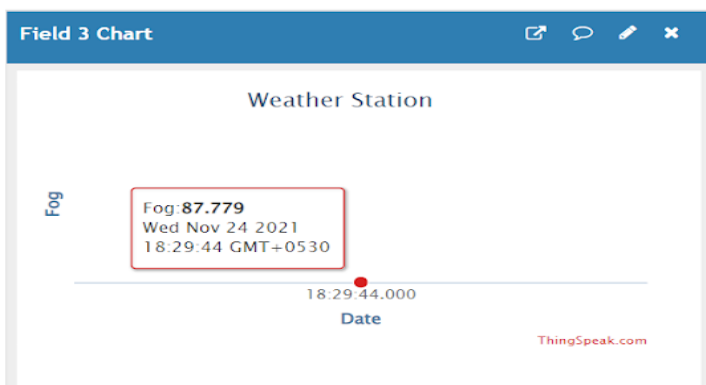 Field 3 Chart
Weather Station
Fog
Fog:87.779
Wed Nov 24 2021
18:29:44 GMT+0530
18:29:44.000
Date
ThingSpeak.com